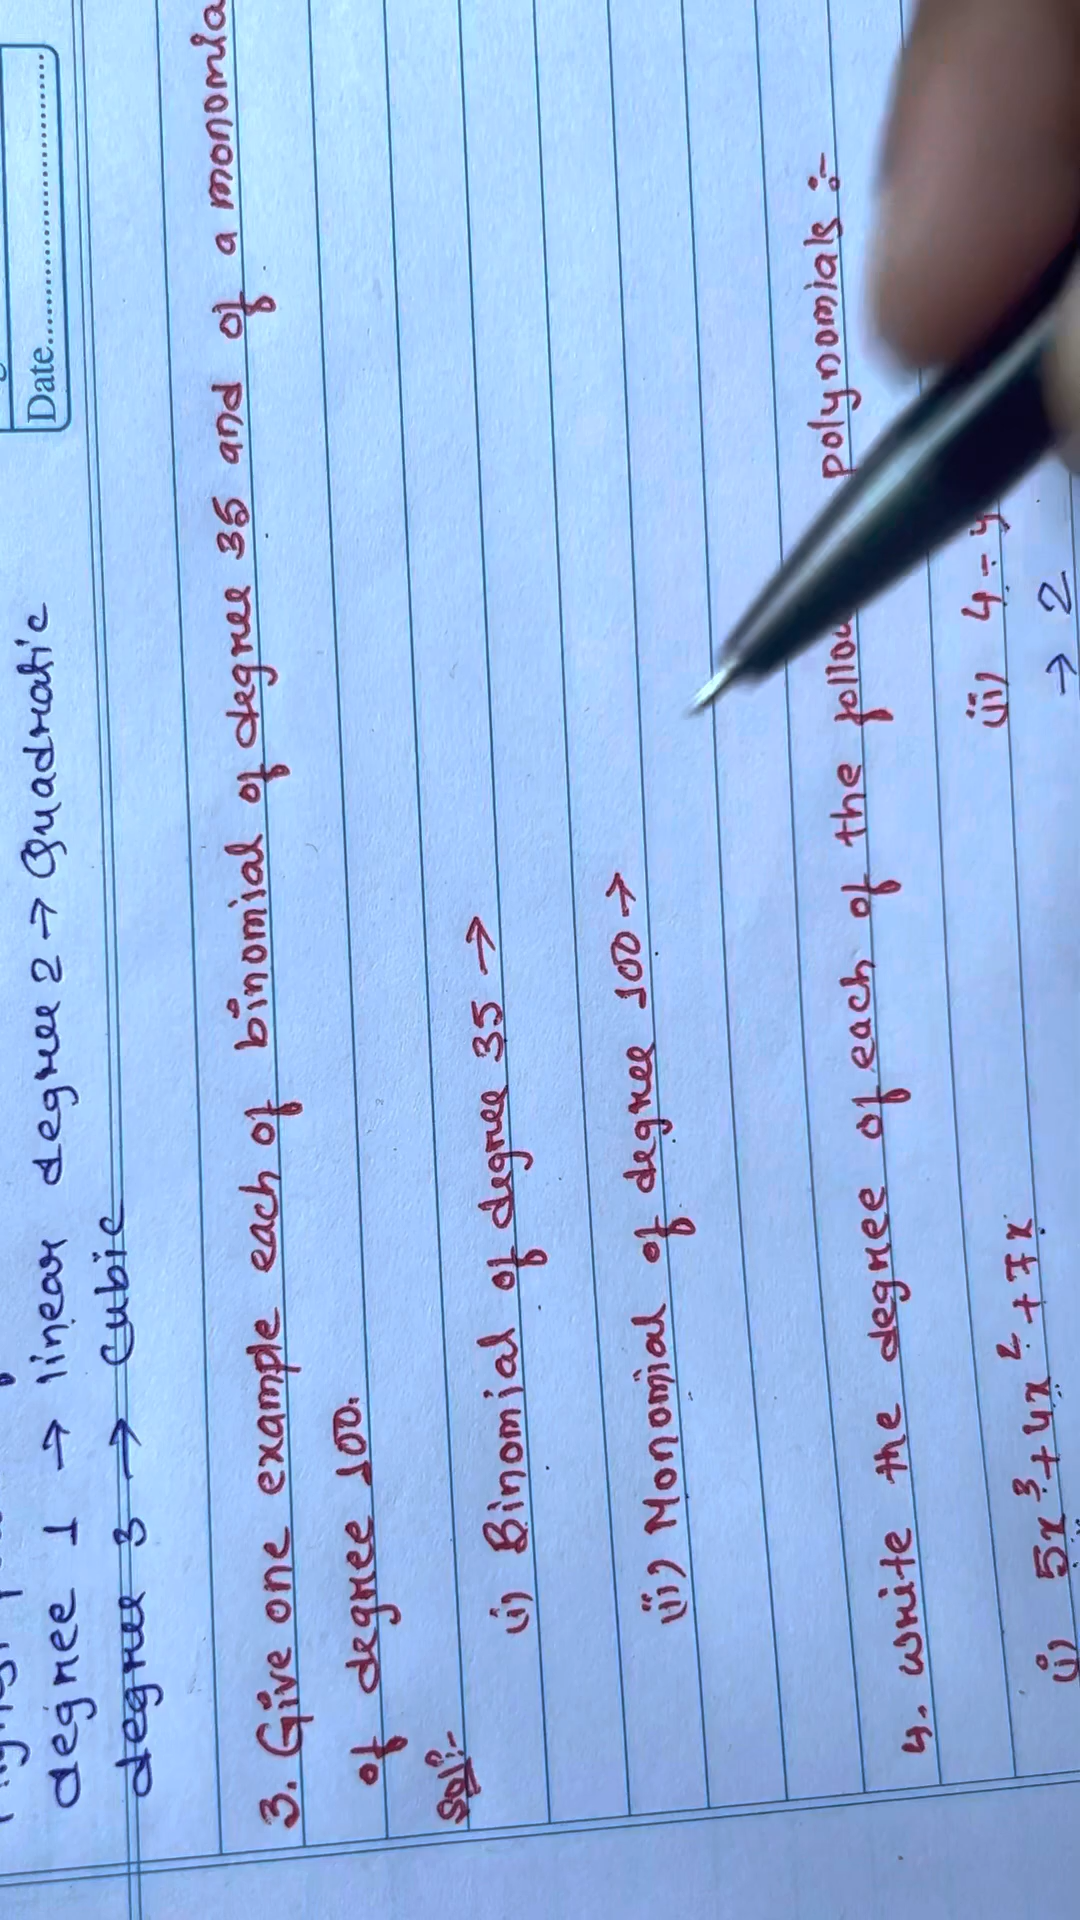 Date
degree 1 → linear degree 2 → Quadratic
degree 3 → Cubic
3. Give one example each of binomial of degree 35 and of a monomia
of degree 100.
Sol:-
(i) Binomial of degree 35 →
(ii) Monomial of degree 100 →
4. write the degree of each of the follow polynomials :-
(i) 5x³ + 4x² + 7x (ii) 4 - y
→ 2